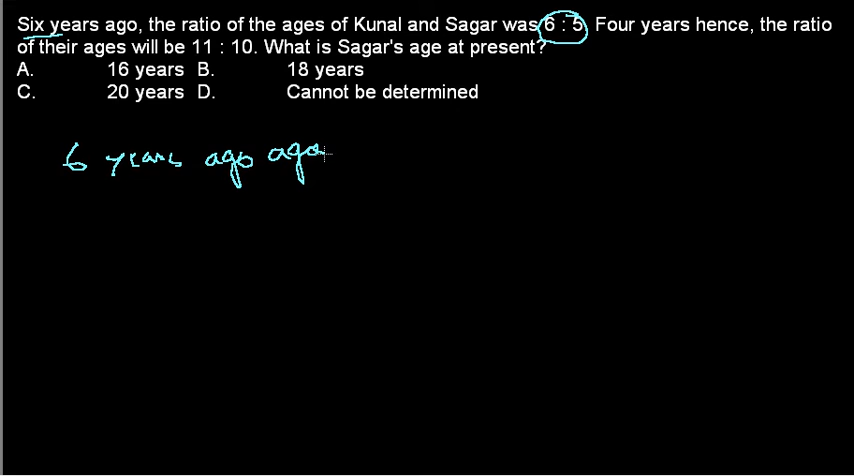 Six years ago, the ratio of the ages of Kunal and Sagar was 6 : 5. Four years hence, the ratio
of their ages will be 11 : 10. What is Sagar's age at present?
A. 16 years B. 18 years
C. 20 years D. Cannot be determined
6 years ago aga